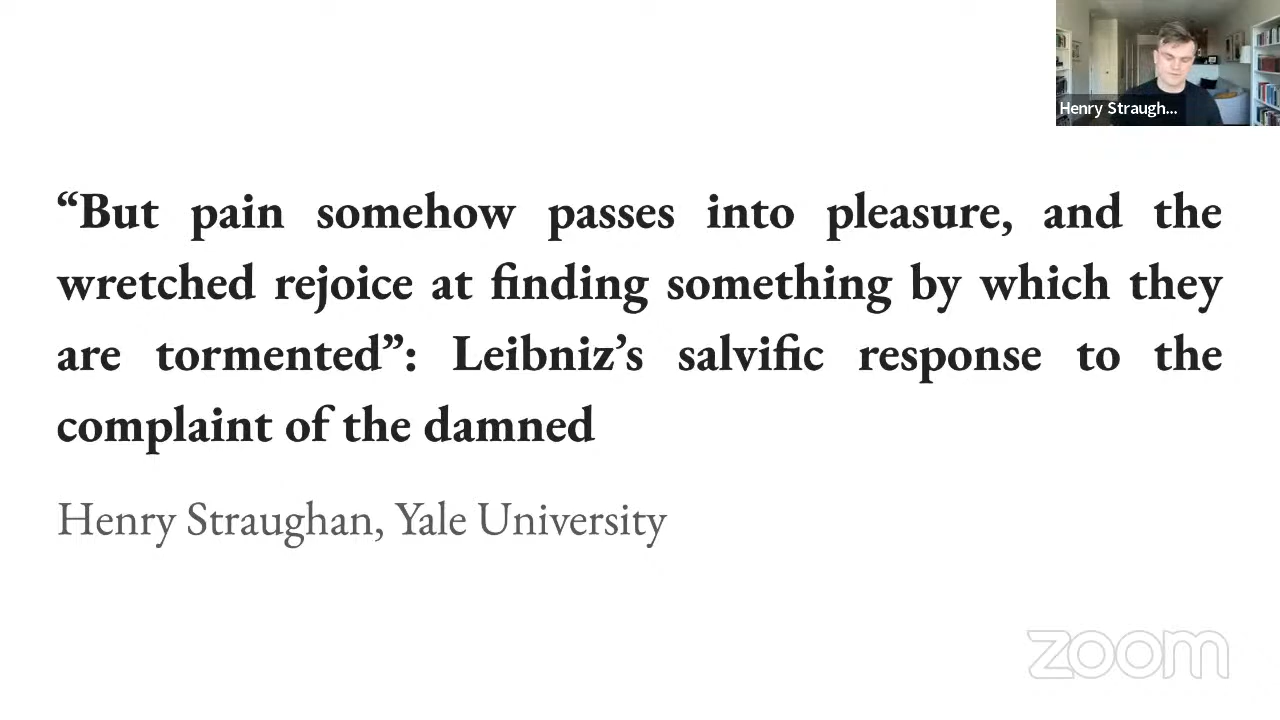 Henry Straugh...
“But pain somehow passes into pleasure, and the
wretched rejoice at finding something by which they
are tormented”: Leibniz’s salvific response to the
complaint of the damned
Henry Straughan, Yale University
zoom